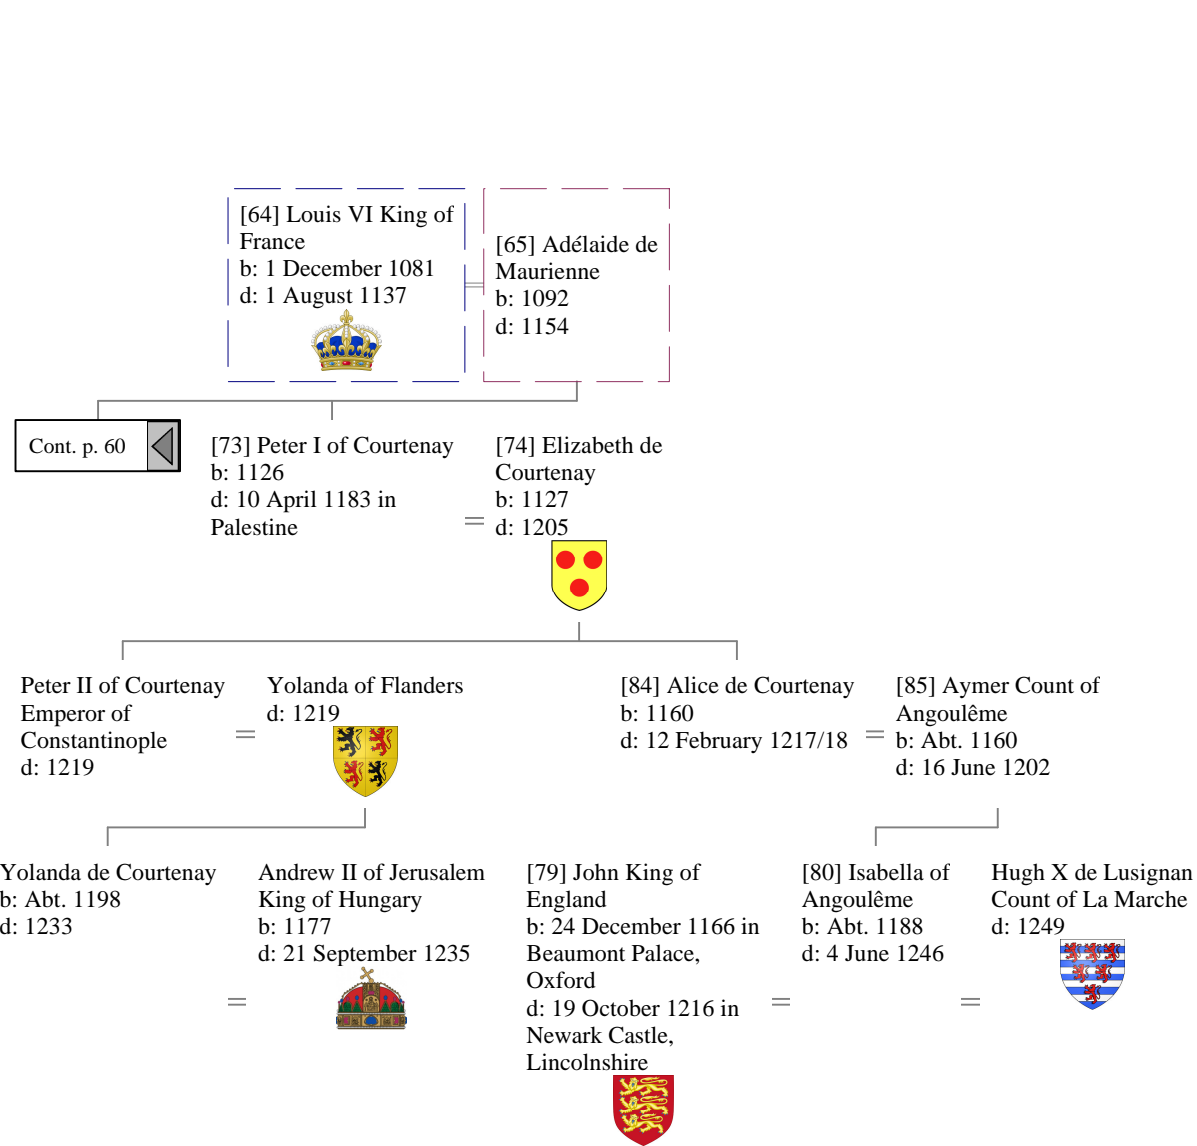 [64] Louis VI King of
France
b: 1 December 1081
d: 1 August 1137
[65] Adélaide de
Maurienne
b: 1092
d: 1154
Cont. p. 60
[73] Peter I of Courtenay
b: 1126
d: 10 April 1183 in
Palestine
[74] Elizabeth de
Courtenay
b: 1127
d: 1205
Peter II of Courtenay
Emperor of
Constantinople
d: 1219
Yolanda of Flanders
d: 1219
[84] Alice de Courtenay
b: 1160
d: 12 February 1217/18
[85] Aymer Count of
Angoulême
b: Abt. 1160
d: 16 June 1202
Yolanda de Courtenay
b: Abt. 1198
d: 1233
Andrew II of Jerusalem
King of Hungary
b: 1177
d: 21 September 1235
[79] John King of
England
b: 24 December 1166 in
Beaumont Palace,
Oxford
d: 19 October 1216 in
Newark Castle,
Lincolnshire
[80] Isabella of
Angoulême
b: Abt. 1188
d: 4 June 1246
Hugh X de Lusignan
Count of La Marche
d: 1249